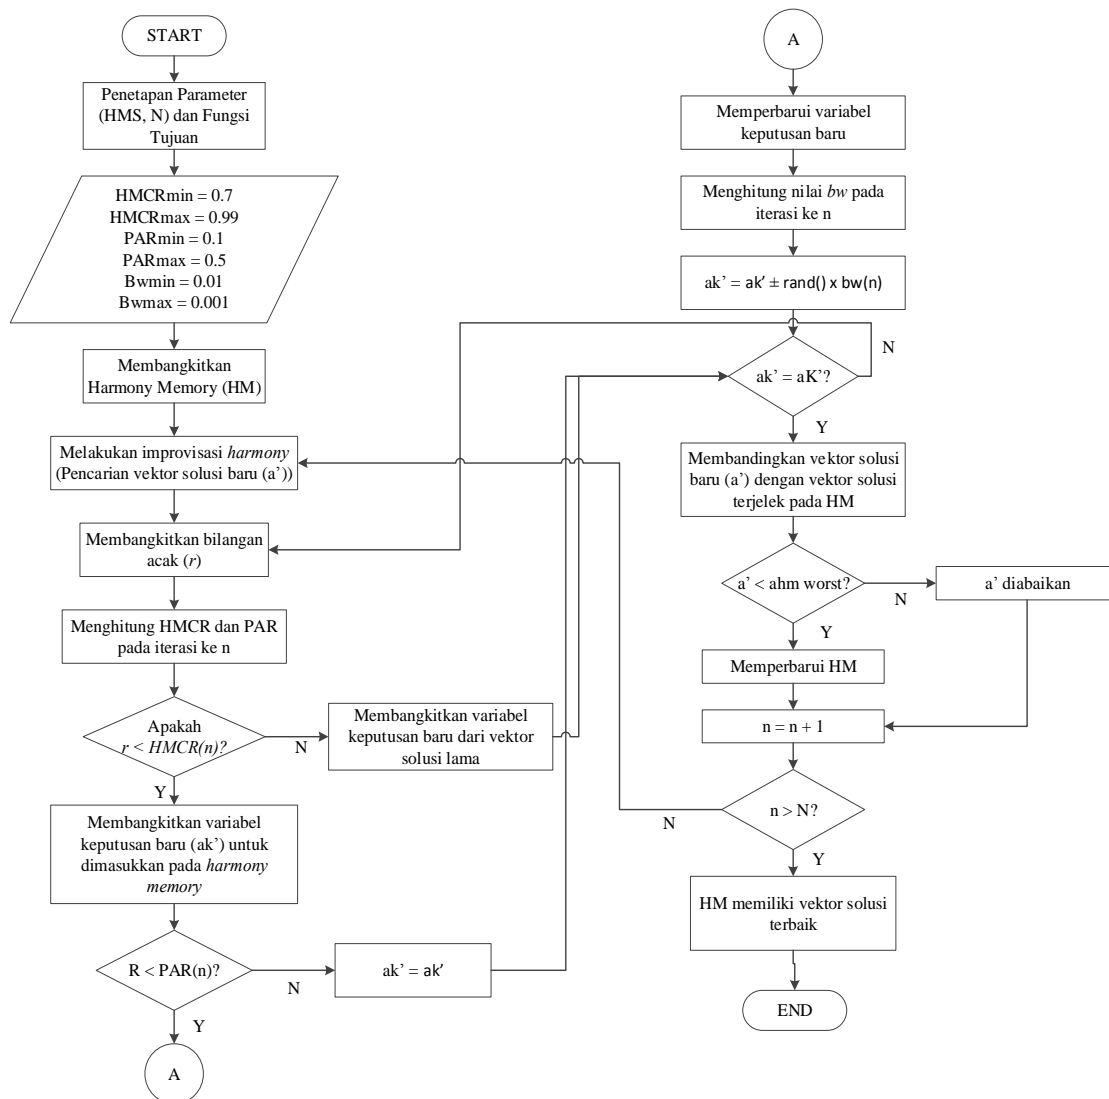 START
Penetapan Parameter
(HMS, N) dan Fungsi
Tujuan
HMCRmin = 0.7
HMCRmax = 0.99
PARmin = 0.1
PARmax = 0.5
Bwmin = 0.01
Bwmax = 0.001
Membangkitkan
Harmony Memory (HM)
Melakukan improvisasi harmony
(Pencarian vektor solusi baru (a’))
Membangkitkan bilangan
acak (r)
Menghitung HMCR dan PAR
pada iterasi ke n
Apakah
r < HMCR(n)?
N
Membangkitkan variabel
keputusan baru dari vektor
solusi lama
Y
Membangkitkan variabel
keputusan baru (ak’) untuk
dimasukkan pada harmony
memory
R < PAR(n)?
N
ak’ = ak’
Y
A
A
Memperbarui variabel
keputusan baru
Menghitung nilai bw pada
iterasi ke n
ak’ = ak’ ± rand() x bw(n)
N
ak’ = aK’?
Y
Membandingkan vektor solusi
baru (a’) dengan vektor solusi
terjelek pada HM
a’ < ahm worst?
N
a’ diabaikan
Y
Memperbarui HM
n = n + 1
n > N?
N
Y
HM memiliki vektor solusi
terbaik
END